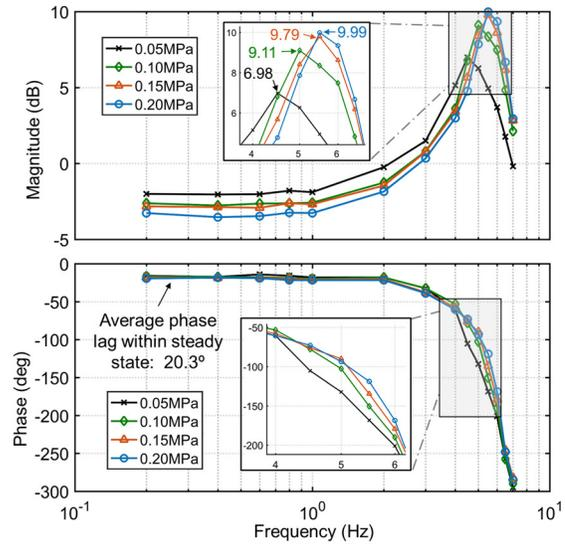 10
5
0
-5
Magnitude (dB)
0.05MPa
0.10MPa
0.15MPa
0.20MPa
10
8
6
4
5
6
9.79
9.99
9.11
6.98
0
-50
-100
-150
-200
-250
-300
Phase (deg)
Average phase
lag within steady
state: 20.3º
0.05MPa
0.10MPa
0.15MPa
0.20MPa
-50
-100
-150
-200
4
5
6
10-1
100
101
Frequency (Hz)